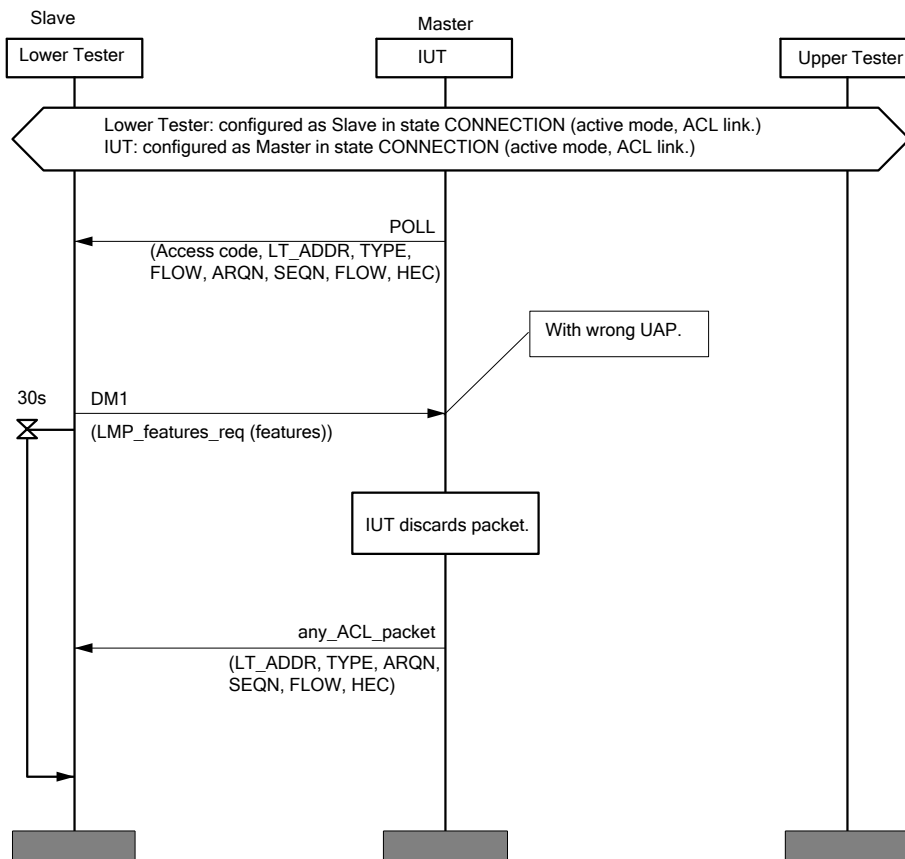 Slave
Master
Lower Tester
IUT
Upper Tester
Lower Tester: configured as Slave in state CONNECTION (active mode, ACL link.)
IUT: configured as Master in state CONNECTION (active mode, ACL link.)
POLL
(Access code, LT_ADDR, TYPE,
FLOW, ARQN, SEQN, FLOW, HEC)
With wrong UAP.
30s
DM1
(LMP_features_req (features))
IUT discards packet.
any_ACL_packet
(LT_ADDR, TYPE, ARQN,
SEQN, FLOW, HEC)